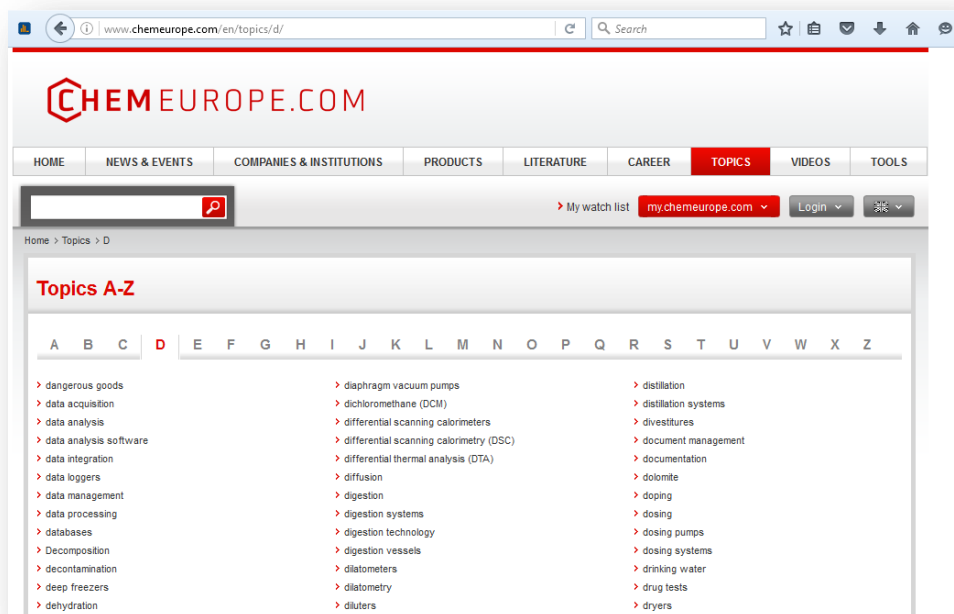 www.chemeurope.com/en/topics/d/
Search
CHEMEUROPE.COM
HOME NEWS & EVENTS COMPANIES & INSTITUTIONS PRODUCTS LITERATURE CAREER TOPICS VIDEOS TOOLS
My watch list my.chemeurope.com Login
Home > Topics > D
Topics A-Z
A B C D E F G H I J K L M N O P Q R S T U V W X Z
dangerous goods
data acquisition
data analysis
data analysis software
data integration
data loggers
data management
data processing
databases
Decomposition
decontamination
deep freezers
dehydration
diaphragm vacuum pumps
dichloromethane (DCM)
differential scanning calorimeters
differential scanning calorimetry (DSC)
differential thermal analysis (DTA)
diffusion
digestion
digestion systems
digestion technology
digestion vessels
dilatometers
dilatometry
diluters
distillation
distillation systems
divestitures
document management
documentation
dolomite
doping
dosing
dosing pumps
dosing systems
drinking water
drug tests
dryers